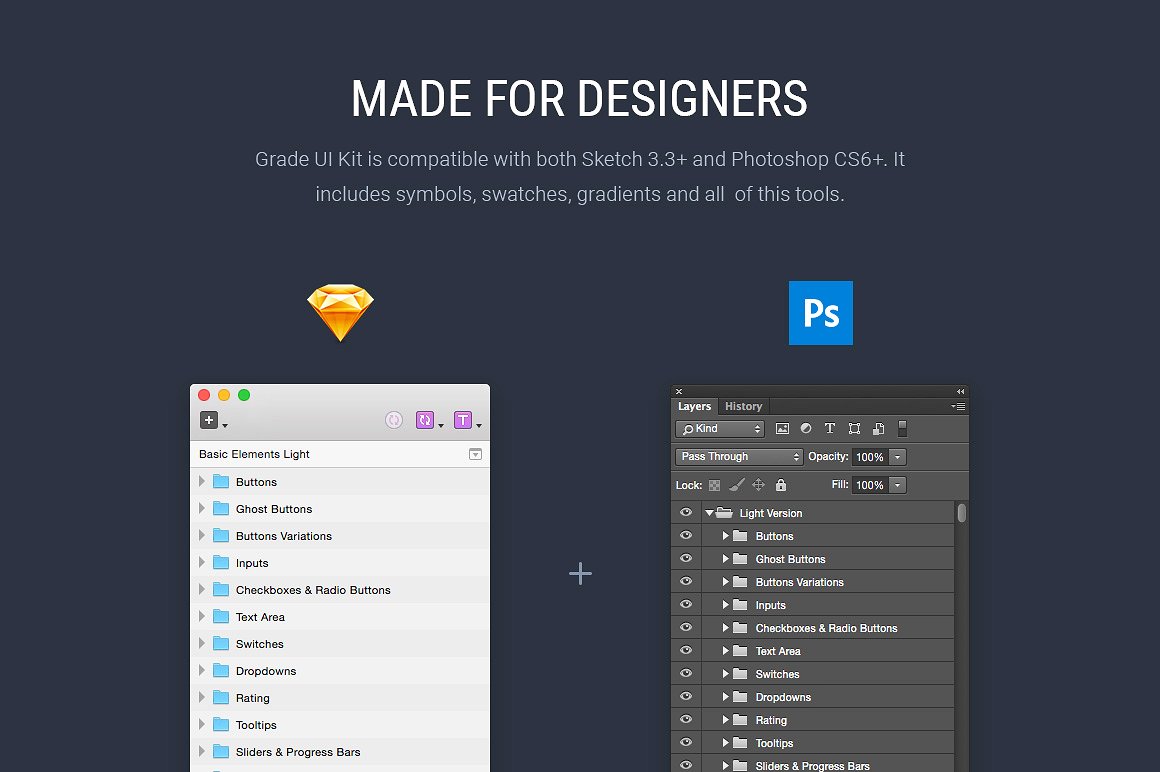 MADE FOR DESIGNERS
Grade UI Kit is compatible with both Sketch 3.3+ and Photoshop CS6+. It
includes symbols, swatches, gradients and all  of this tools.
Ps
T
Basic Elements Light
Buttons
Ghost Buttons
Buttons Variations
Inputs
Checkboxes & Radio Buttons
Text Area
Switches
Dropdowns
Rating
Tooltips
Sliders & Progress Bars
Layers History
Kind T
Pass Through Opacity: 100%
Lock: Fill: 100%
Light Version
Buttons
Ghost Buttons
Buttons Variations
Inputs
Checkboxes & Radio Buttons
Text Area
Switches
Dropdowns
Rating
Tooltips
Sliders & Progress Bars